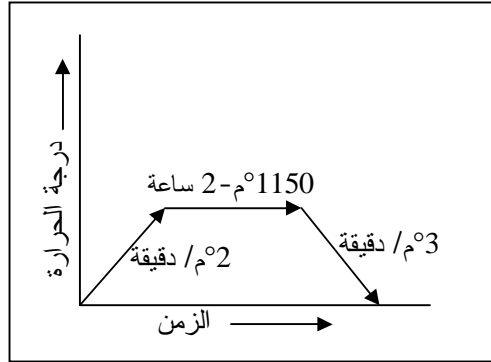 درجة الحرارة
1150°م-2 ساعة
2°م/ دقيقة
3°م/ دقيقة
الزمن